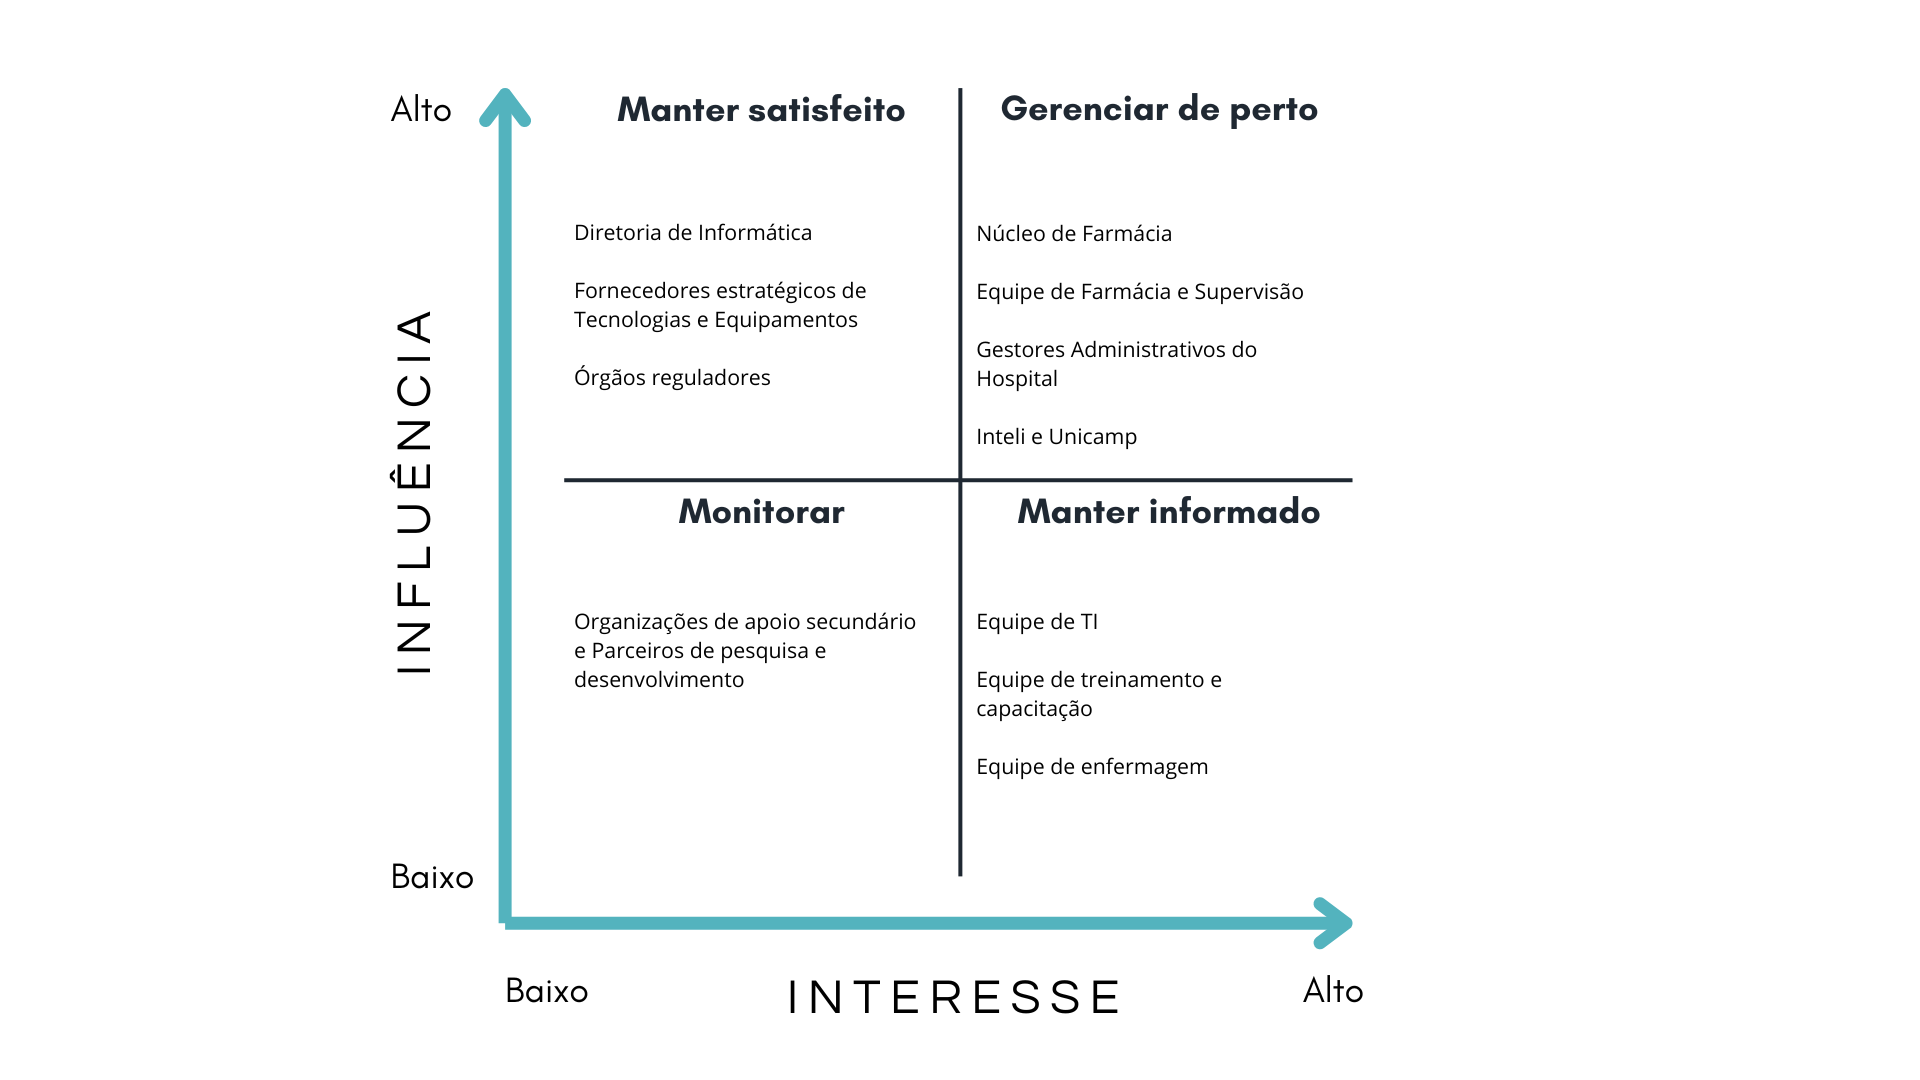 Alto
Manter satisfeito
Gerenciar de perto
Diretoria de Informática
Fornecedores estratégicos de
Tecnologias e Equipamentos
Órgãos reguladores
Núcleo de Farmácia
Equipe de Farmácia e Supervisão
Gestores Administrativos do
Hospital
Inteli e Unicamp
INFLUÊNCIA
Monitorar
Manter informado
Organizações de apoio secundário
e Parceiros de pesquisa e
desenvolvimento
Equipe de TI
Equipe de treinamento e
capacitação
Equipe de enfermagem
Baixo
Baixo
INTERESSE
Alto